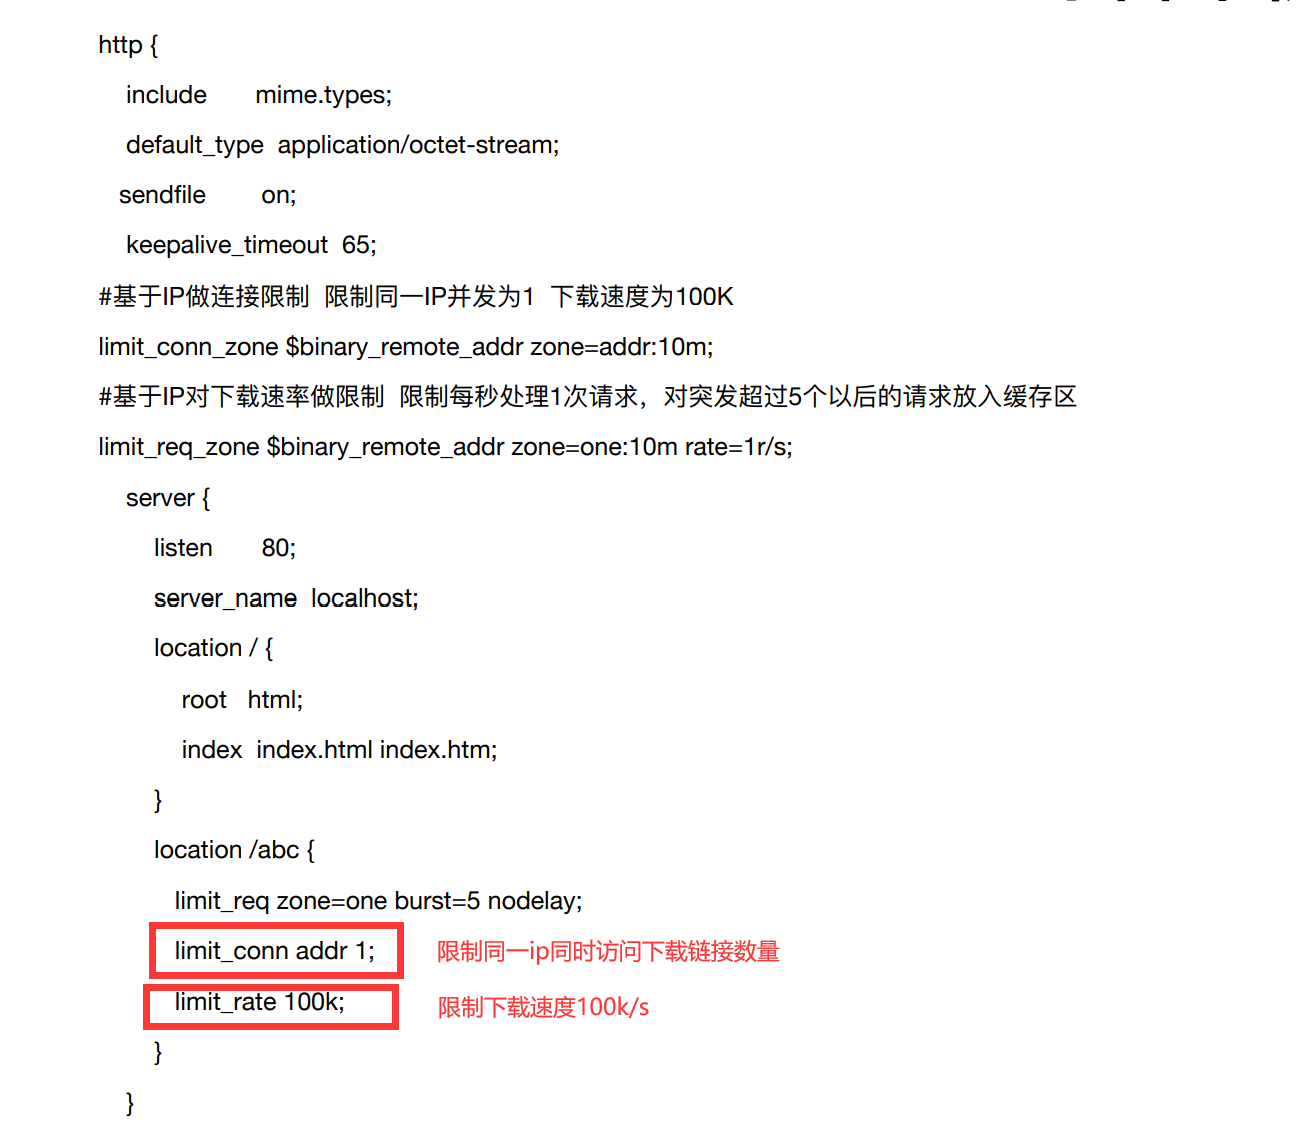 http {
include mime.types;
default_type application/octet-stream;
sendfile on;
keepalive_timeout 65;
#基于IP做连接限制 限制同一IP并发为1 下载速度为100K
limit_conn_zone $binary_remote_addr zone=addr:10m;
#基于IP对下载速率做限制 限制每秒处理1次请求，对突发超过5个以后的请求放入缓存区
limit_req_zone $binary_remote_addr zone=one:10m rate=1r/s;
server {
listen 80;
server_name localhost;
location / {
root html;
index index.html index.htm;
}
location /abc {
limit_req zone=one burst=5 nodelay;
limit_conn addr 1; 限制同一ip同时访问下载链接数量
limit_rate 100k; 限制下载速度100k/s
}
}